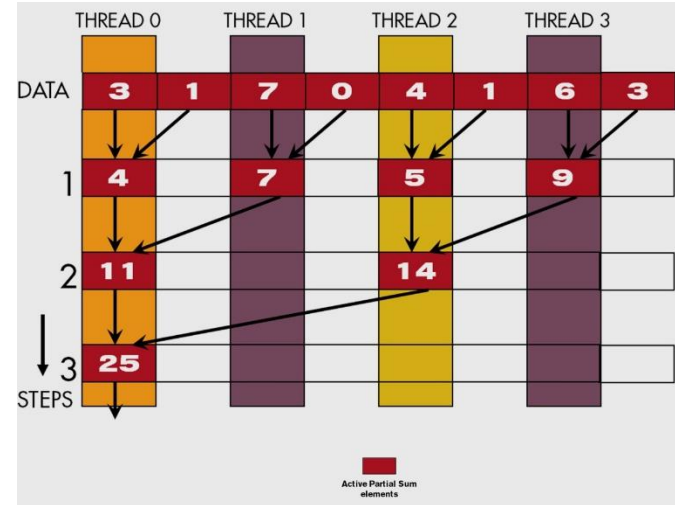 THREAD 0 THREAD 1 THREAD 2 THREAD 3
DATA 3 1 7 0 4 1 6 3
1 4 7 5 9
2 11 14
3 25
STEPS
Active Partial Sum
elements